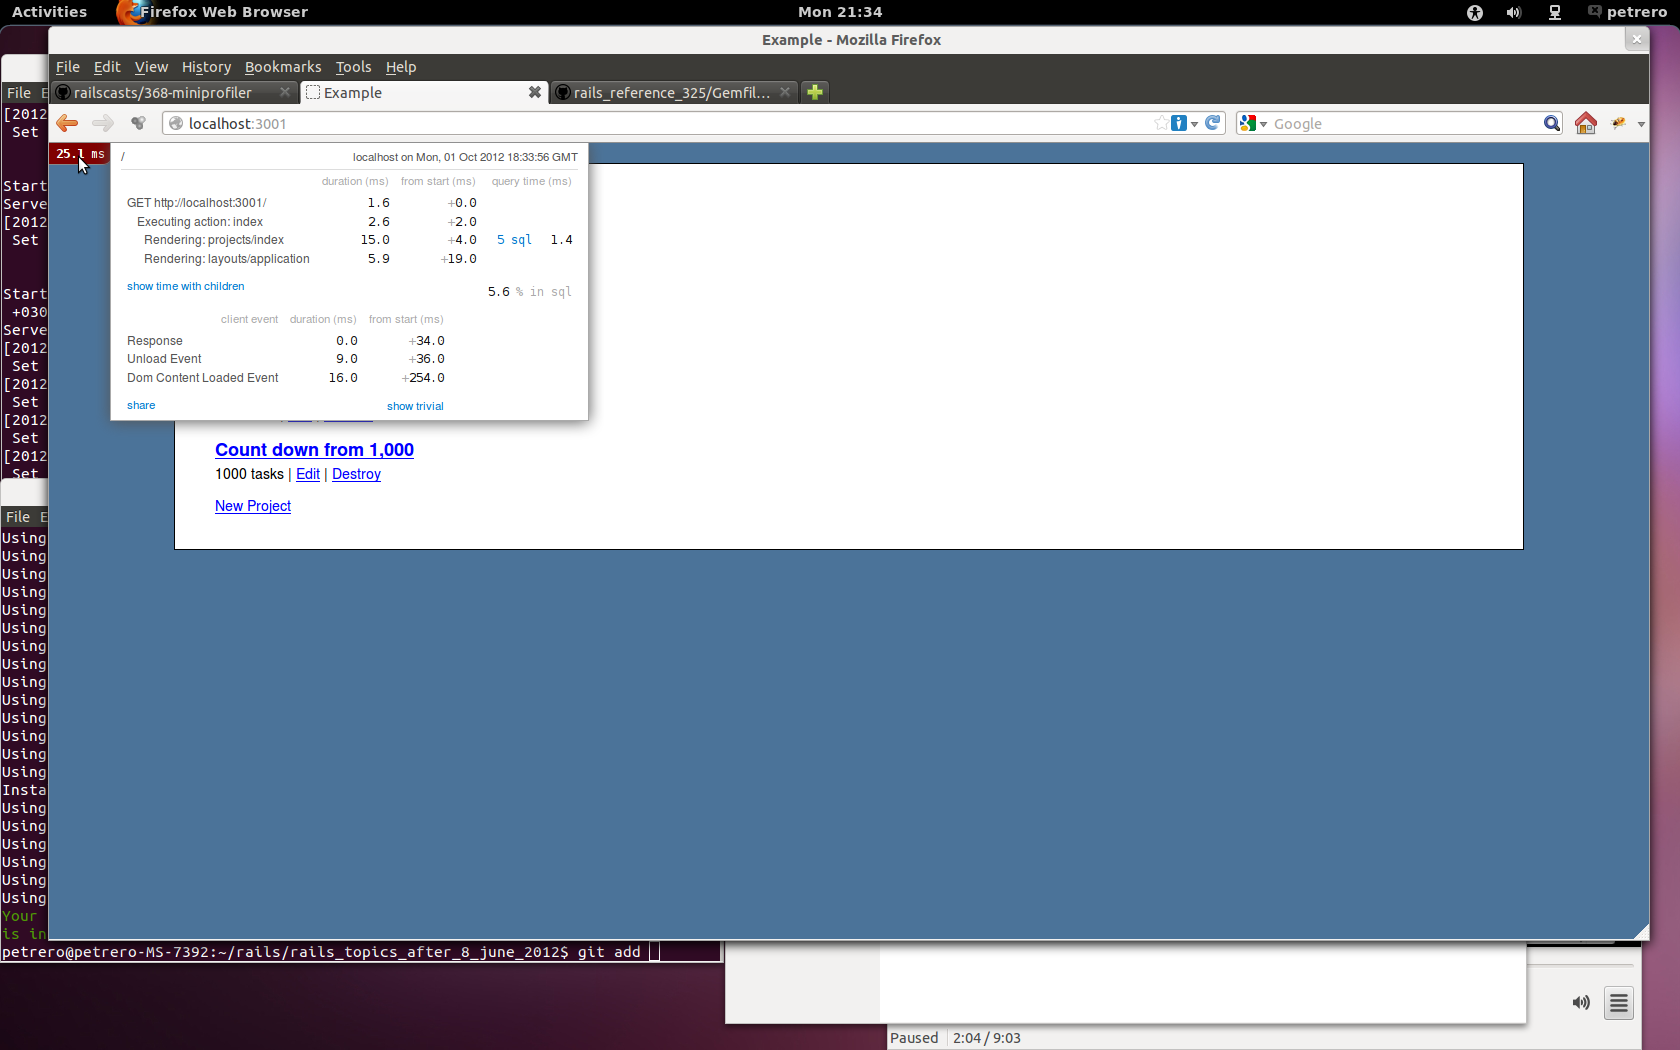 Activities Firefox Web Browser Mon 21:34 petrero
Example - Mozilla Firefox
File Edit View History Bookmarks Tools Help
railscasts/368-miniprofiler Example rails_reference_325/Gemfil...
localhost:3001 Google
25.1 ms
/ localhost on Mon, 01 Oct 2012 18:33:56 GMT
duration (ms) from start (ms) query time (ms)
GET http://localhost:3001/ 1.6 +0.0
Executing action: index 2.6 +2.0
Rendering: projects/index 15.0 +4.0 5 sql 1.4
Rendering: layouts/application 5.9 +19.0
show time with children 5.6 % in sql
client event duration (ms) from start (ms)
Response 0.0 +34.0
Unload Event 9.0 +36.0
Dom Content Loaded Event 16.0 +254.0
share show trivial
Count down from 1,000
1000 tasks | Edit | Destroy
New Project
File E
[2012
Set
Start
Serve
[2012
Set
Start
+030
Serve
[2012
Set
[2012
Set
[2012
Set
[2012
Set
File E
Using
Using
Using
Using
Using
Using
Using
Using
Using
Using
Using
Using
Using
Using
Insta
Using
Using
Using
Using
Using
Using
Your
is in
petrero@petrero-MS-7392:~/rails/rails_topics_after_8_june_2012$ git add
Paused 2:04 / 9:03